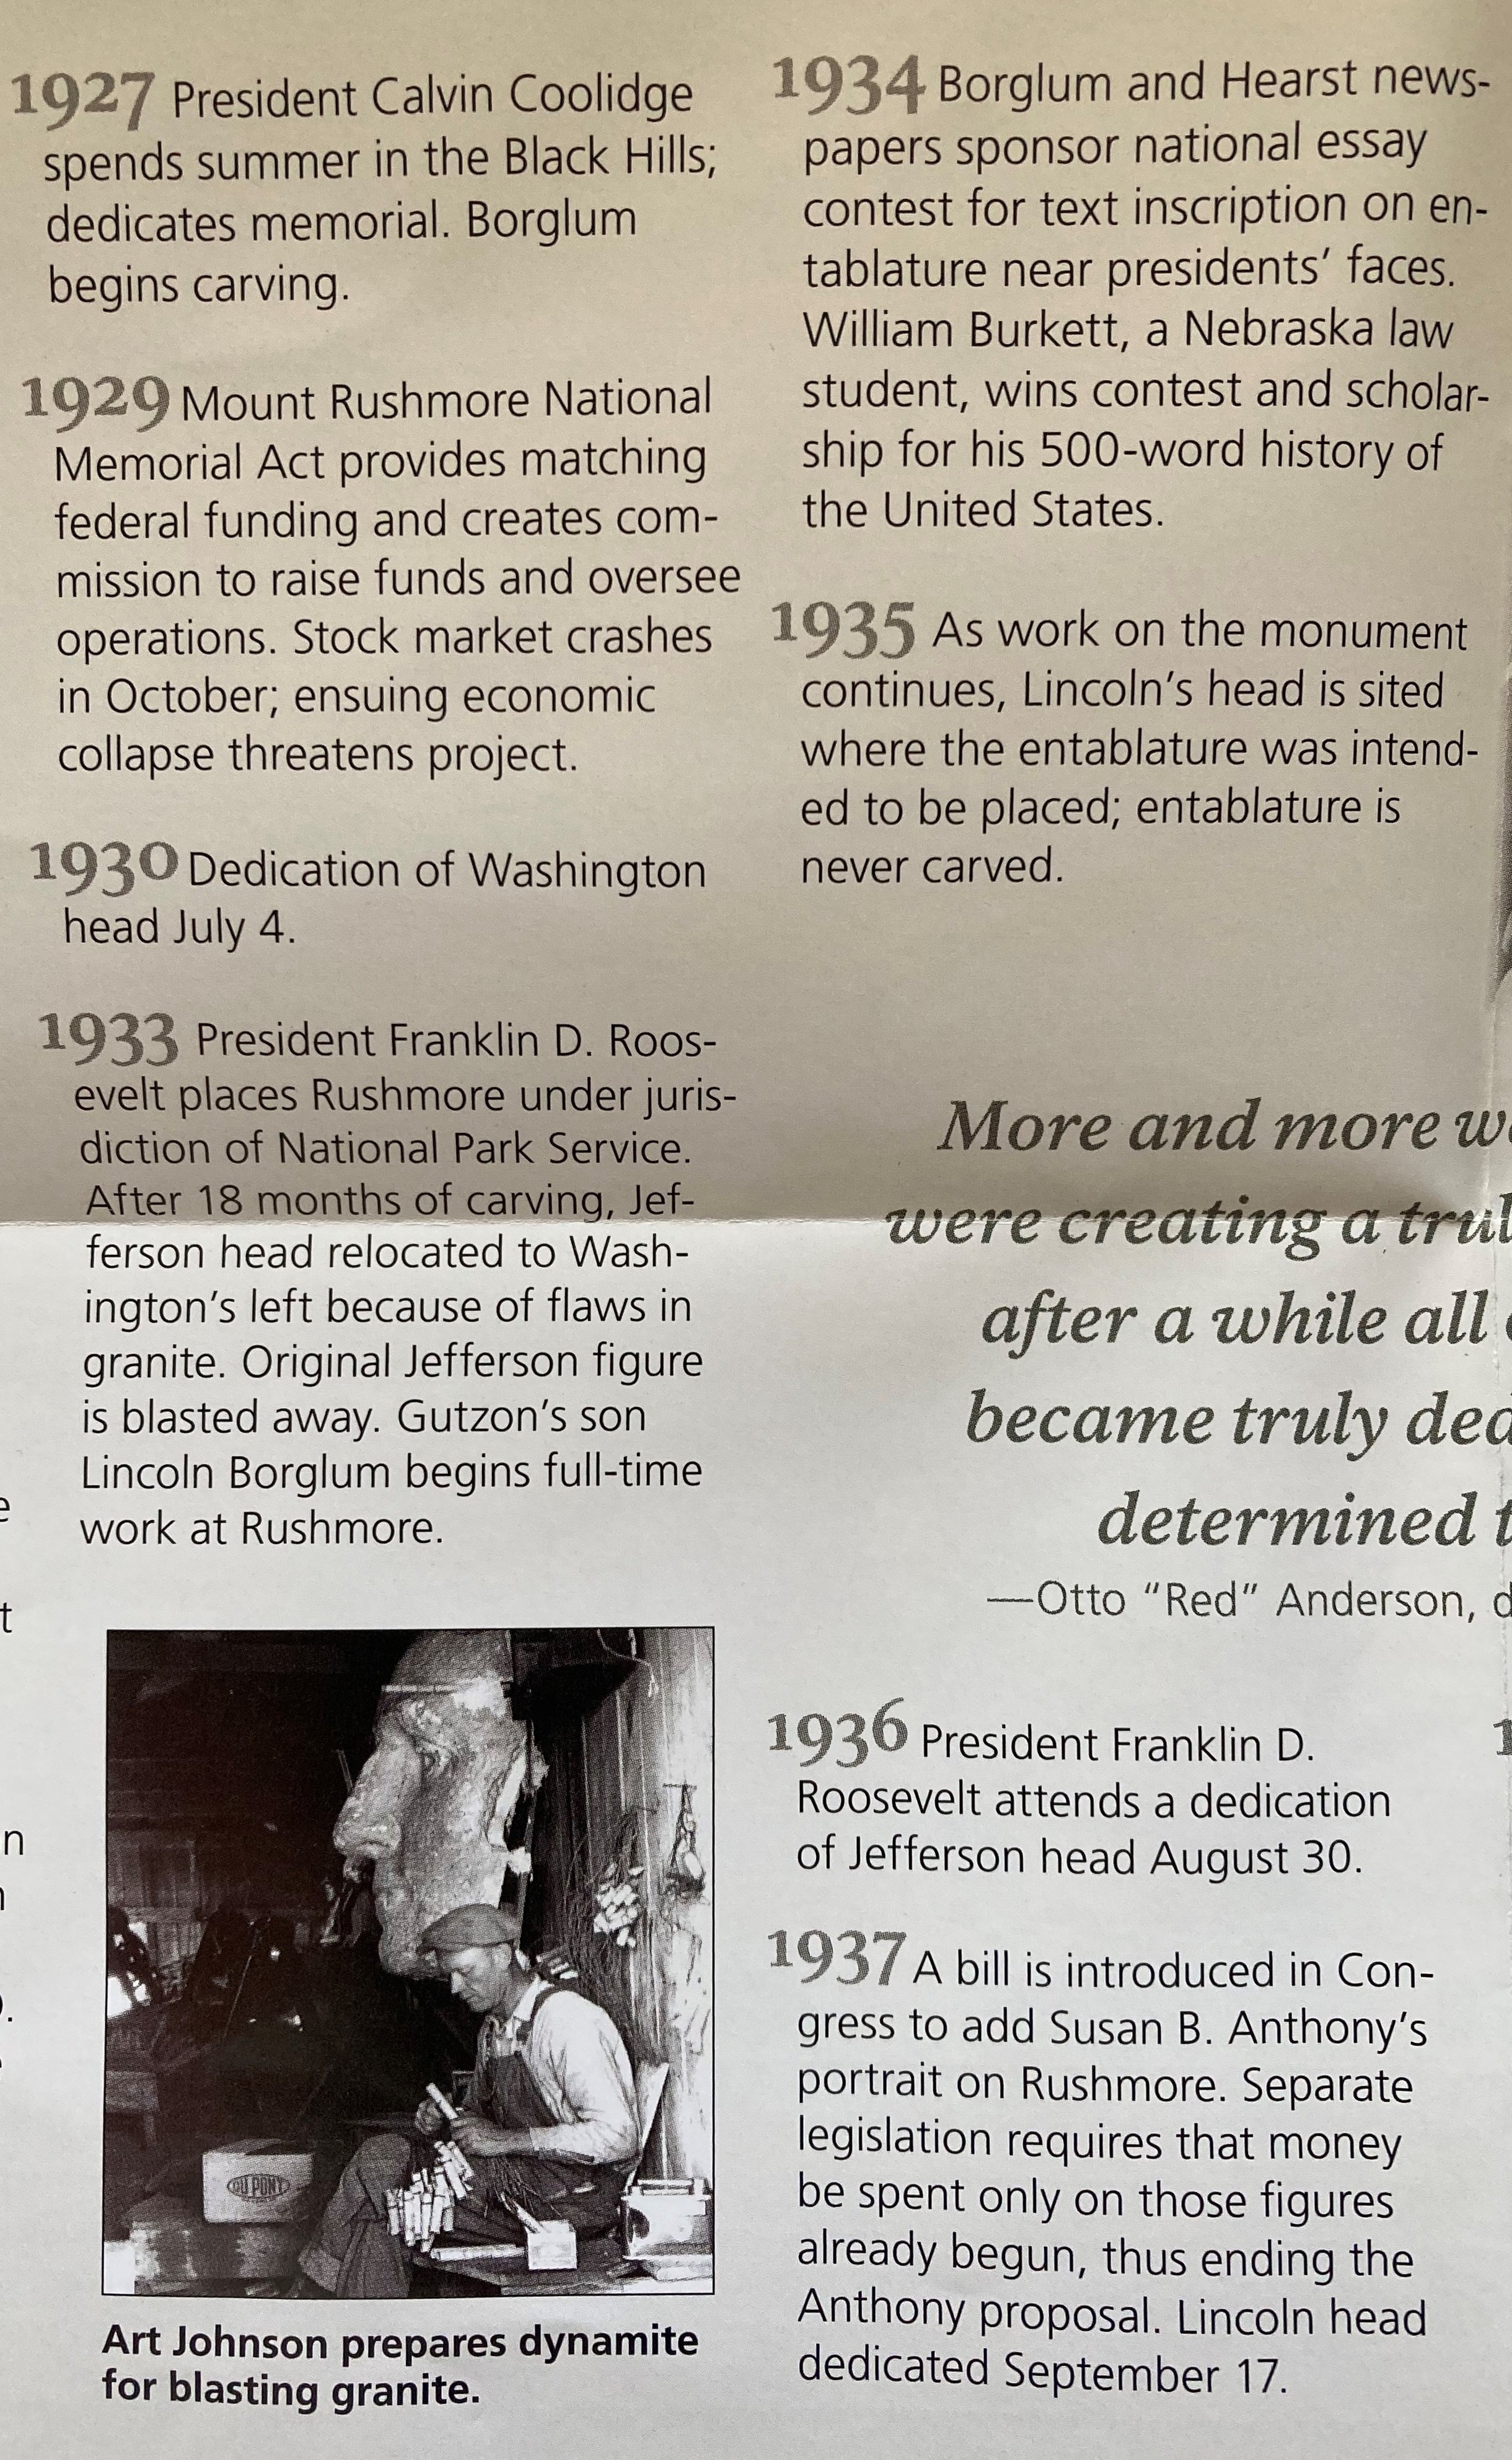 1927 President Calvin Coolidge
spends summer in the Black Hills;
dedicates memorial. Borglum
begins carving.
1929 Mount Rushmore National
Memorial Act provides matching
federal funding and creates com-
mission to raise funds and oversee
operations. Stock market crashes
in October; ensuing economic
collapse threatens project.
1930 Dedication of Washington
head July 4.
1933 President Franklin D. Roos-
evelt places Rushmore under juris-
diction of National Park Service.
After 18 months of carving, Jef-
ferson head relocated to Wash-
ington's left because of flaws in
granite. Original Jefferson figure
is blasted away. Gutzon's son
Lincoln Borglum begins full-time
work at Rushmore.
DU PONT
Art Johnson prepares dynamite
for blasting granite.
1934 Borglum and Hearst news-
papers sponsor national essay
contest for text inscription on en-
tablature near presidents' faces.
William Burkett, a Nebraska law
student, wins contest and scholar-
ship for his 500-word history of
the United States.
1935 As work on the monument
continues, Lincoln's head is sited
where the entablature was intend-
ed to be placed; entablature is
never carved.
More and more
were creating a
after a while all
became truly
determined
—Otto "Red" Anderson,
1936 President Franklin D.
Roosevelt attends a dedication
of Jefferson head August 30.
1937 A bill is introduced in Con-
gress to add Susan B. Anthony's
portrait on Rushmore. Separate
legislation requires that money
be spent only on those figures
already begun, thus ending the
Anthony proposal. Lincoln head
dedicated September 17.